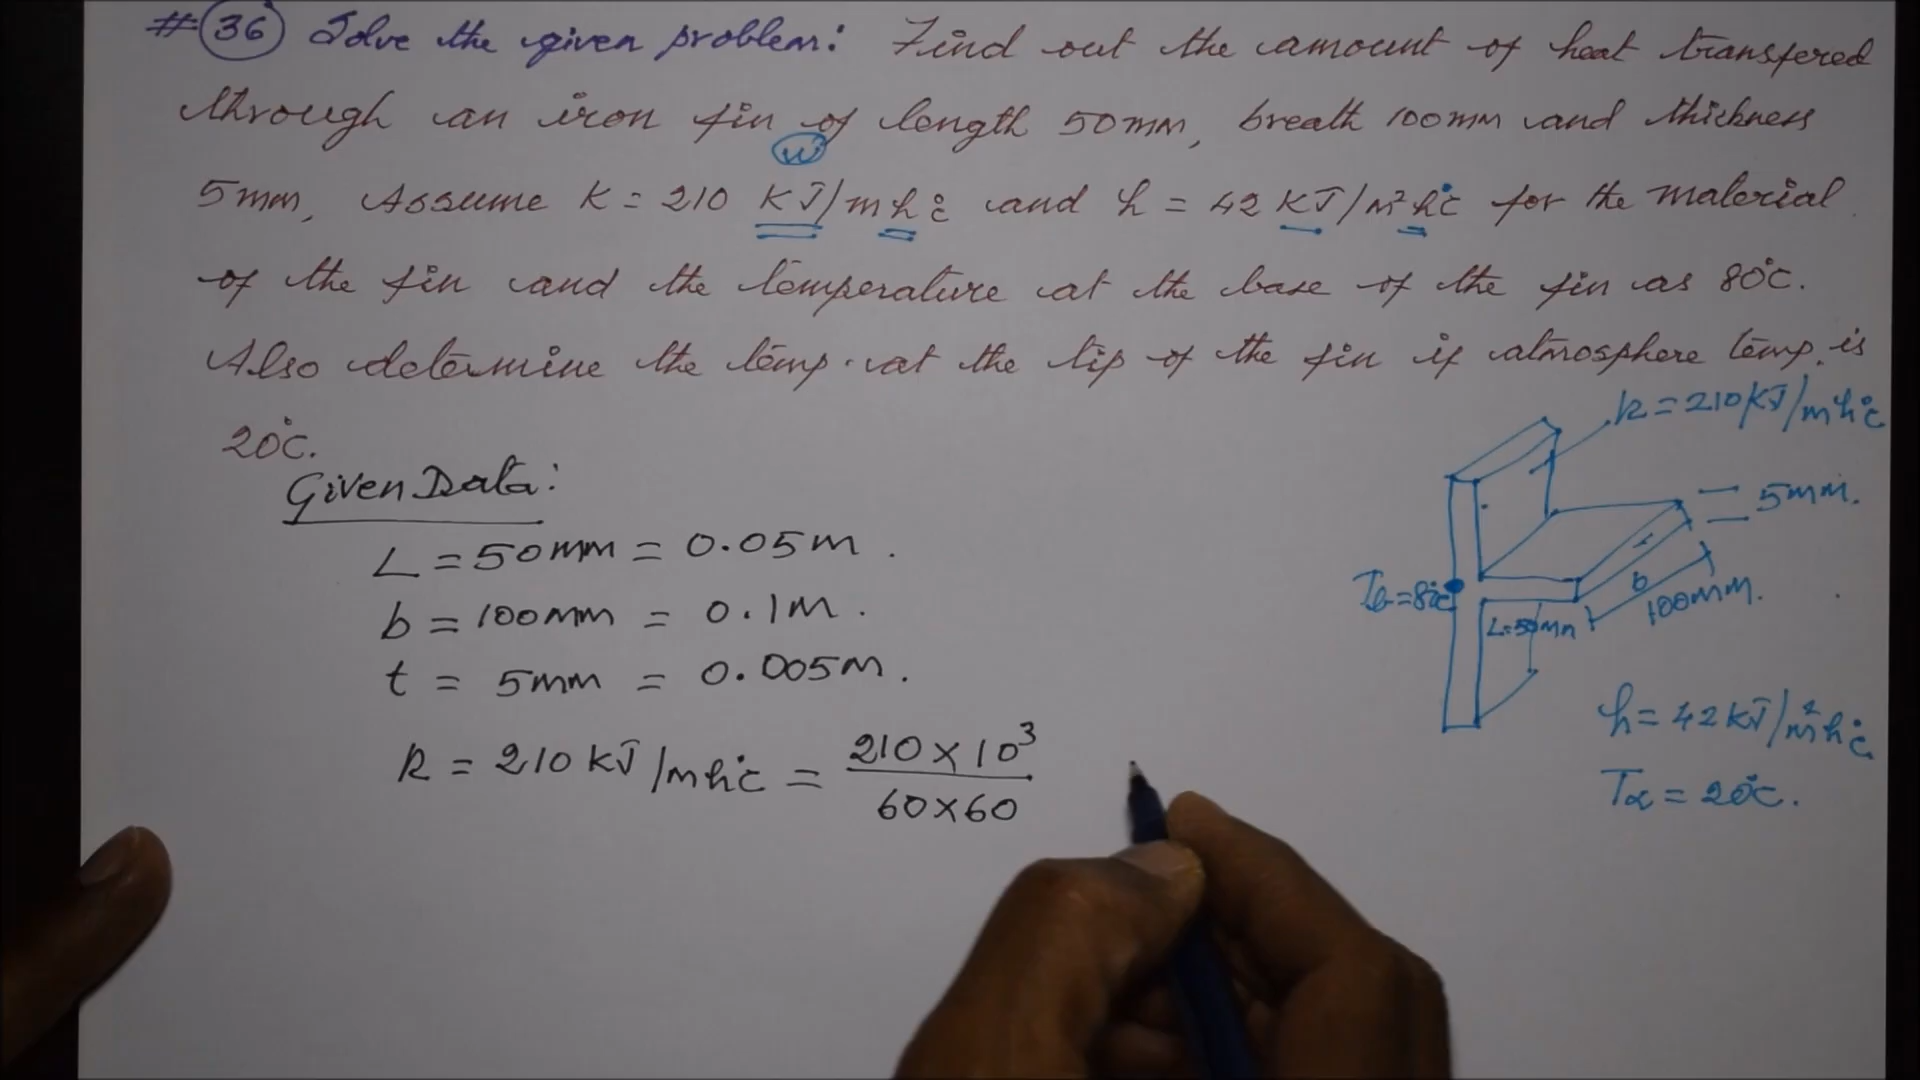 # 36 Solve the given problem: Find out the amount of heat transfered
through an iron fin of length 50mm, breath 100mm and thickness
W
5mm, Assume K = 210 KJ/mh°c and h = 42 KJ/m²h°c for the material
of the fin and the temperature at the base of the fin as 80°c.
Also determine the temp. at the tip of the fin if atmosphere temp. is
20°c.
Given Data:
L = 50mm = 0.05m.
b = 100mm = 0.1m.
t = 5mm = 0.005m.
k = 210 kJ/mh°c = 210 × 10³
60×60
k = 210 kJ/mh°c
5mm.
b
100mm.
L=50mm
Tb=80°c
h = 42 kJ/m²h°c
T∝ = 20°c.